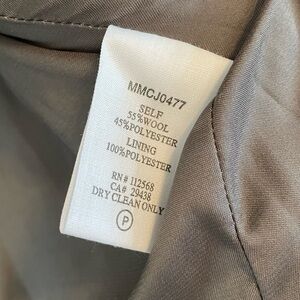 MMCJ0477
SELF
55%WOOL
45%POLYESTER
LINING
100%POLYESTER
RN# 112568
CA# 29438
DRY CLEAN ONLY
P